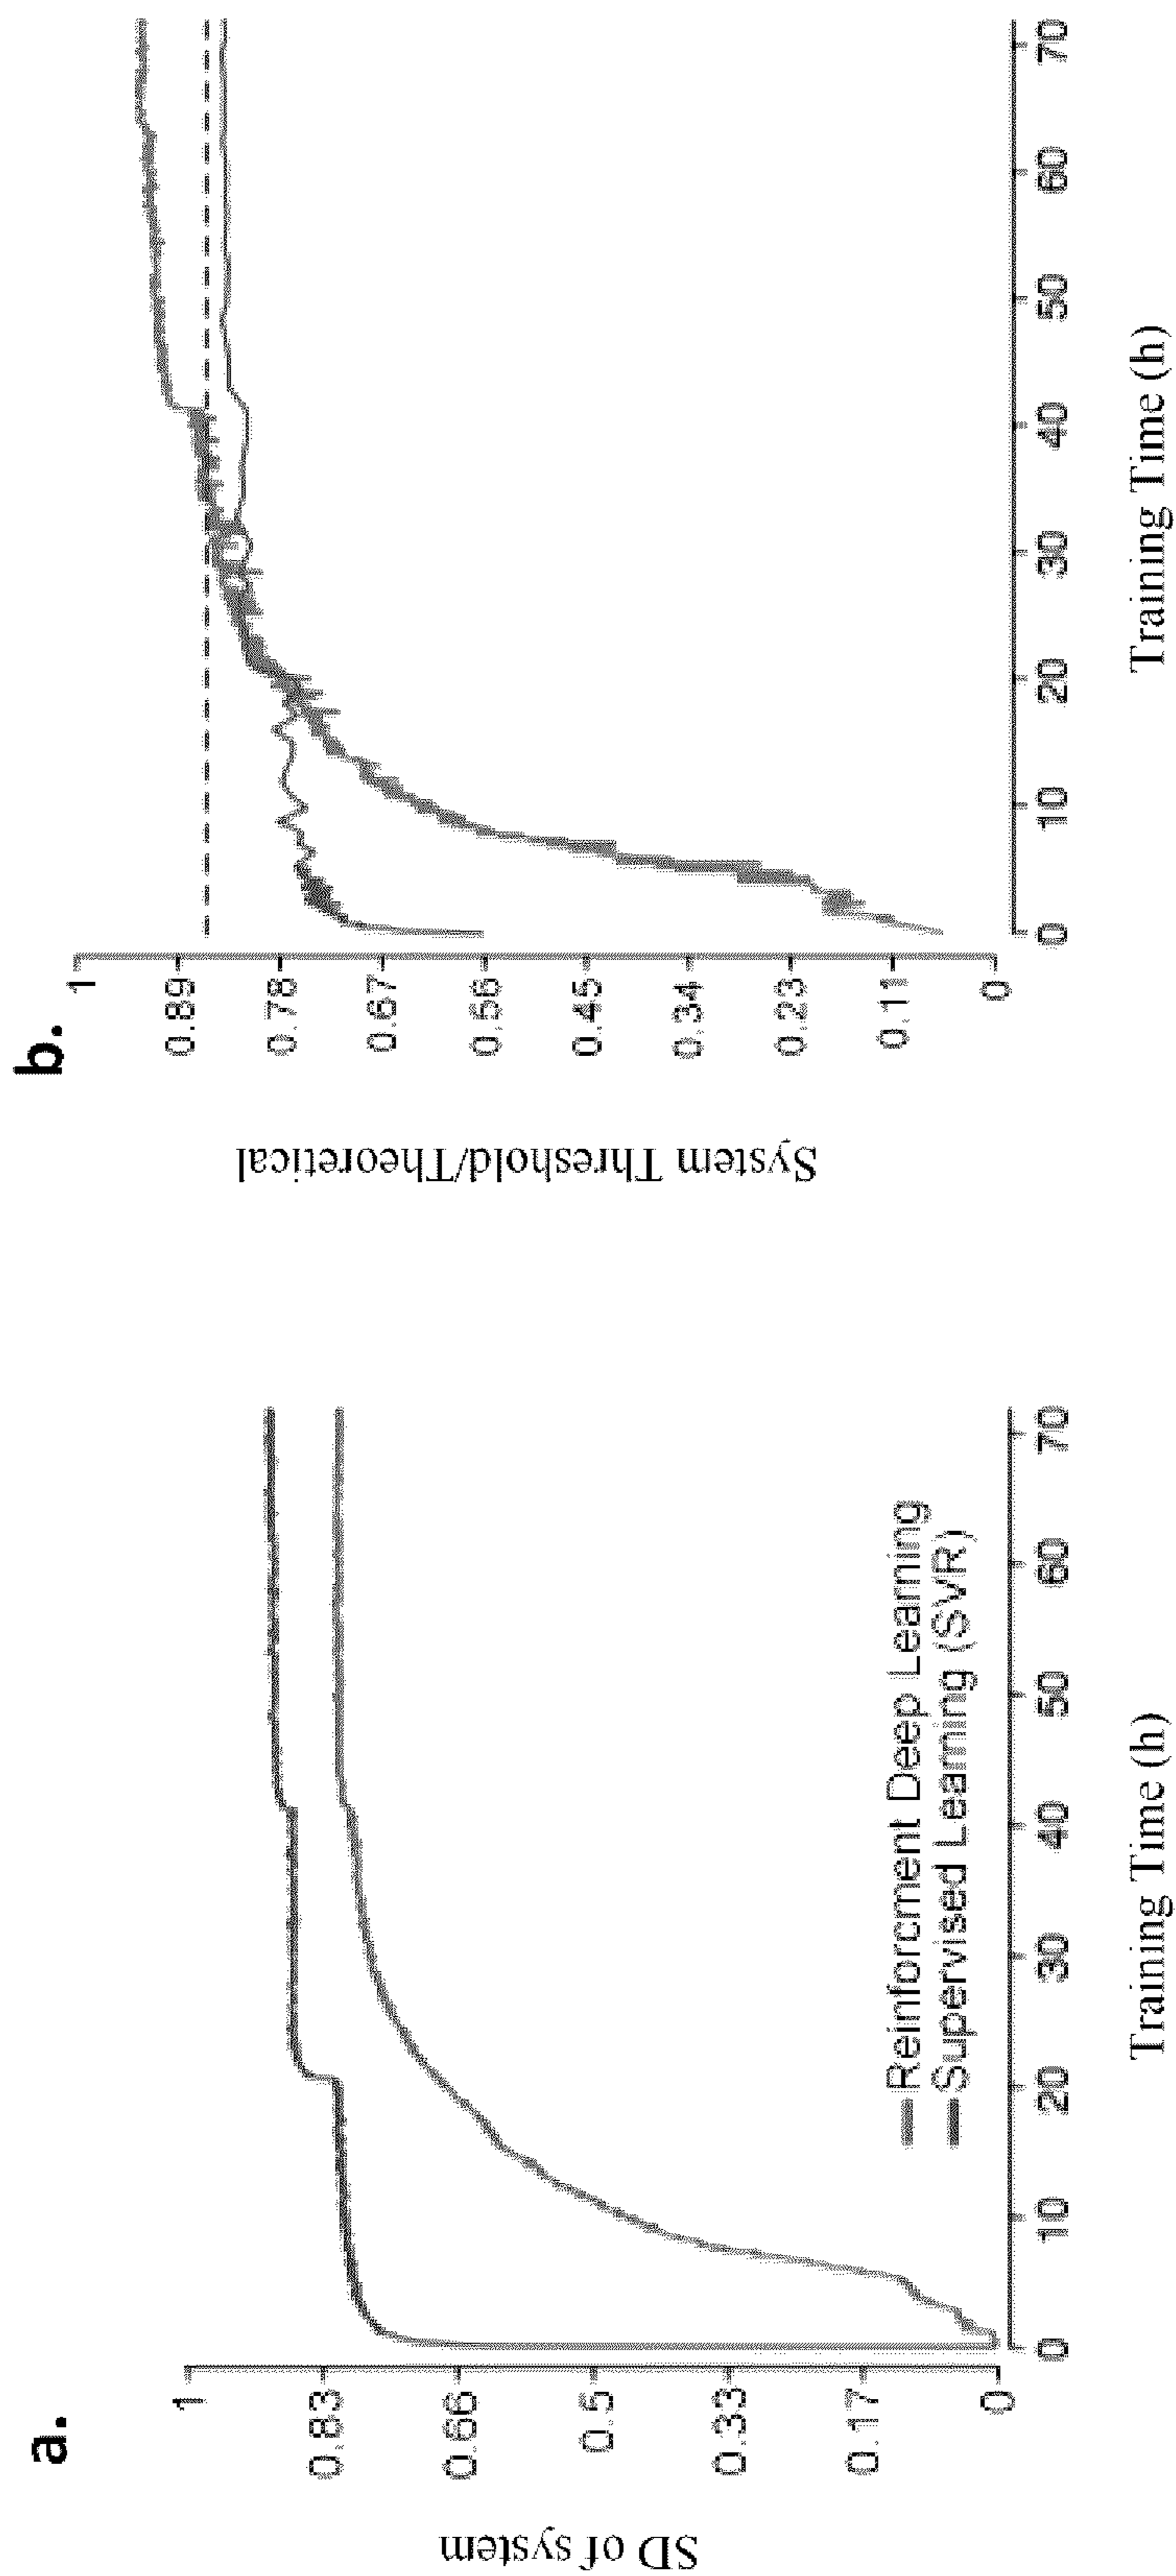 a.
SD of system
1
0.83
0.66
0.5
0.33
0.17
0
Reinforcment Deep Learning
Supervised Learning (SVR)
0 10 20 30 40 50 60 70
Training Time (h)
b.
System Threshold/Theoretical
1
0.89
0.78
0.67
0.56
0.45
0.34
0.23
0.11
0
0 10 20 30 40 50 60 70
Training Time (h)